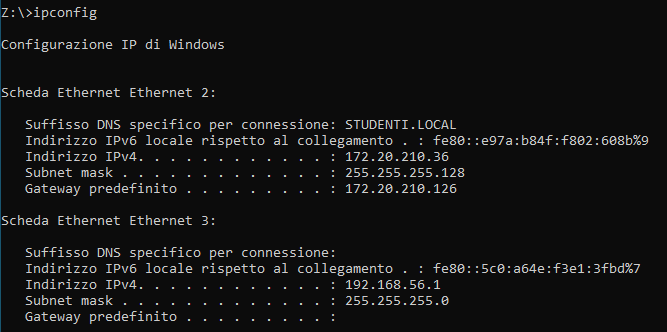 Z:\>ipconfig
Configurazione IP di Windows
Scheda Ethernet Ethernet 2:
Suffisso DNS specifico per connessione: STUDENTI.LOCAL
Indirizzo IPv6 locale rispetto al collegamento . : fe80::e97a:b84f:f802:608b%9
Indirizzo IPv4. . . . . . . . . . . . : 172.20.210.36
Subnet mask . . . . . . . . . . . . . : 255.255.255.128
Gateway predefinito . . . . . . . . . : 172.20.210.126
Scheda Ethernet Ethernet 3:
Suffisso DNS specifico per connessione:
Indirizzo IPv6 locale rispetto al collegamento . : fe80::5c0:a64e:f3e1:3fbd%7
Indirizzo IPv4. . . . . . . . . . . . : 192.168.56.1
Subnet mask . . . . . . . . . . . . . : 255.255.255.0
Gateway predefinito . . . . . . . . . :